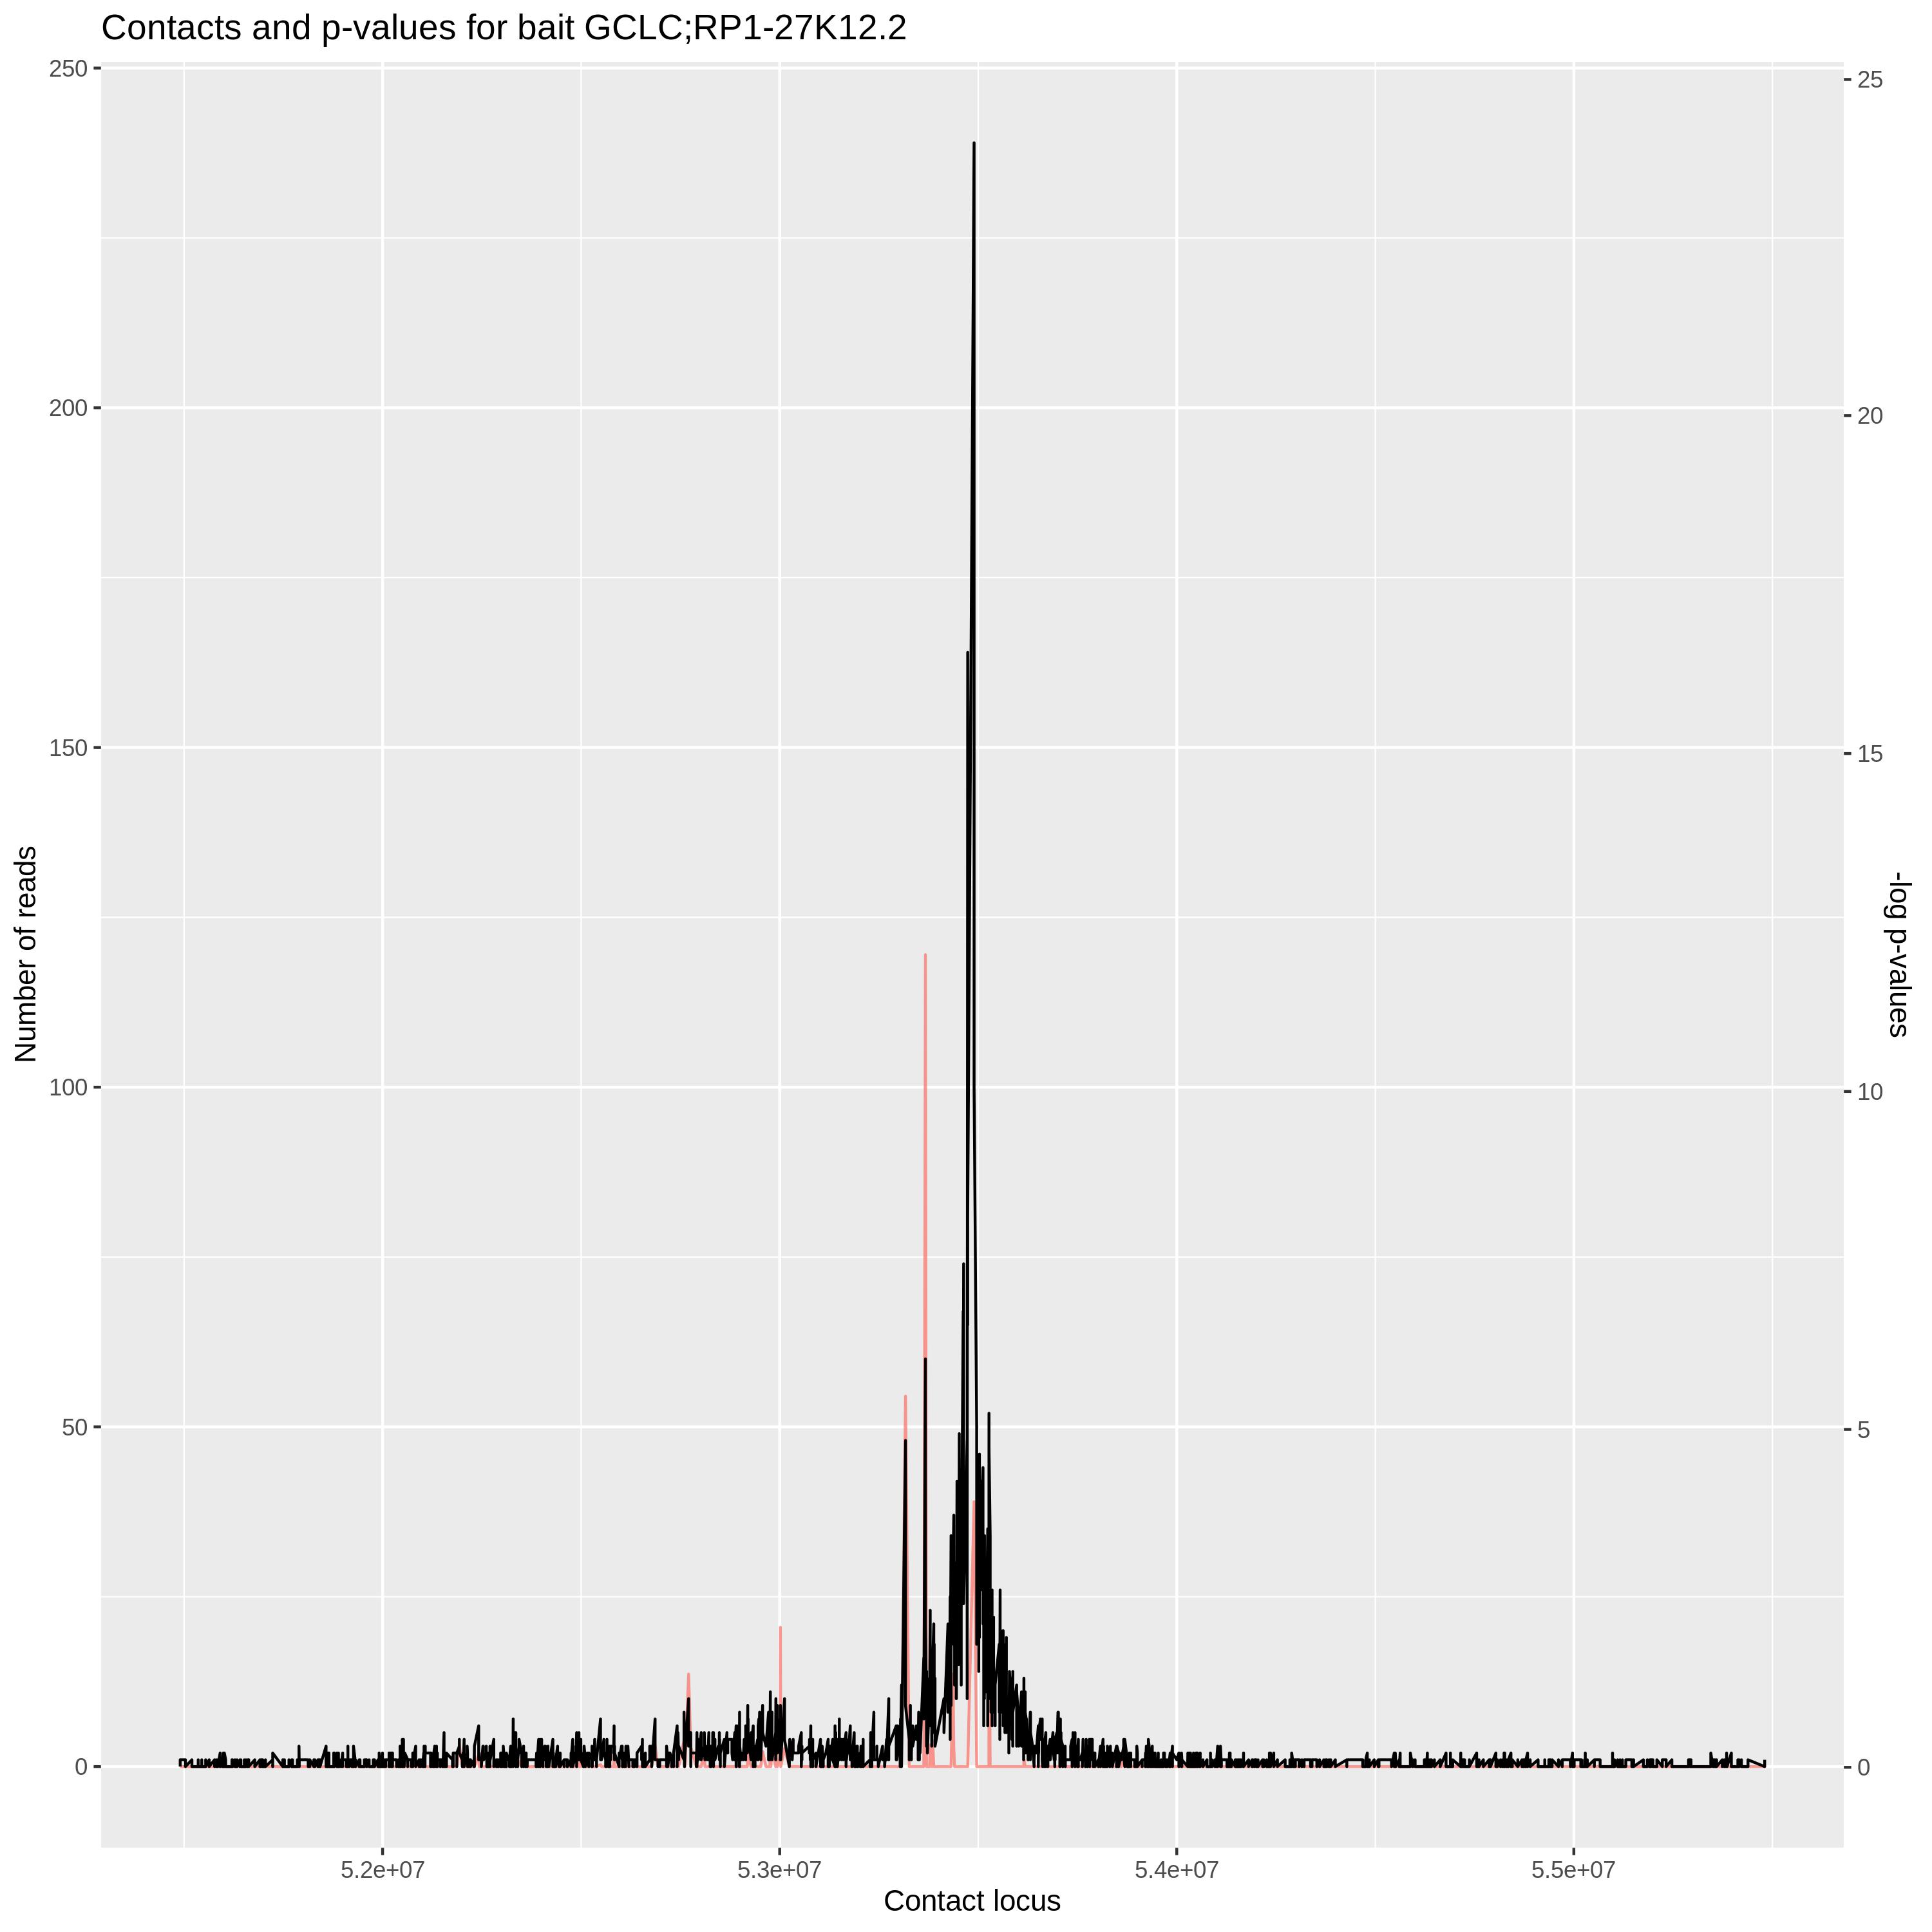 Contacts and p-values for bait GCLC;RP1-27K12.2
250
200
150
100
50
0
Number of reads
25
20
15
10
5
0
-log p-values
5.2e+07 5.3e+07 5.4e+07 5.5e+07
Contact locus